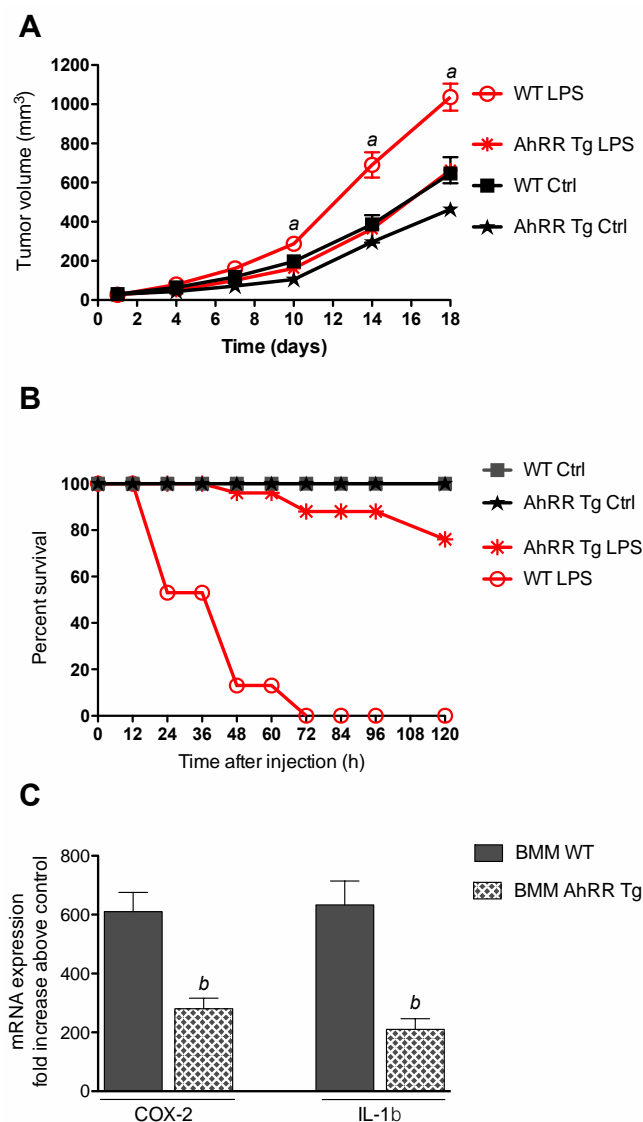 A
Tumor volume (mm³)
1200
1000
800
600
400
200
0
0 2 4 6 8 10 12 14 16 18
Time (days)
a
a
a
WT LPS
AhRR Tg LPS
WT Ctrl
AhRR Tg Ctrl
B
Percent survival
100
80
60
40
20
0
0 12 24 36 48 60 72 84 96 108 120
Time after injection (h)
WT Ctrl
AhRR Tg Ctrl
AhRR Tg LPS
WT LPS
C
mRNA expression
fold increase above control
800
600
400
200
0
b
b
COX-2 IL-1b
BMM WT
BMM AhRR Tg